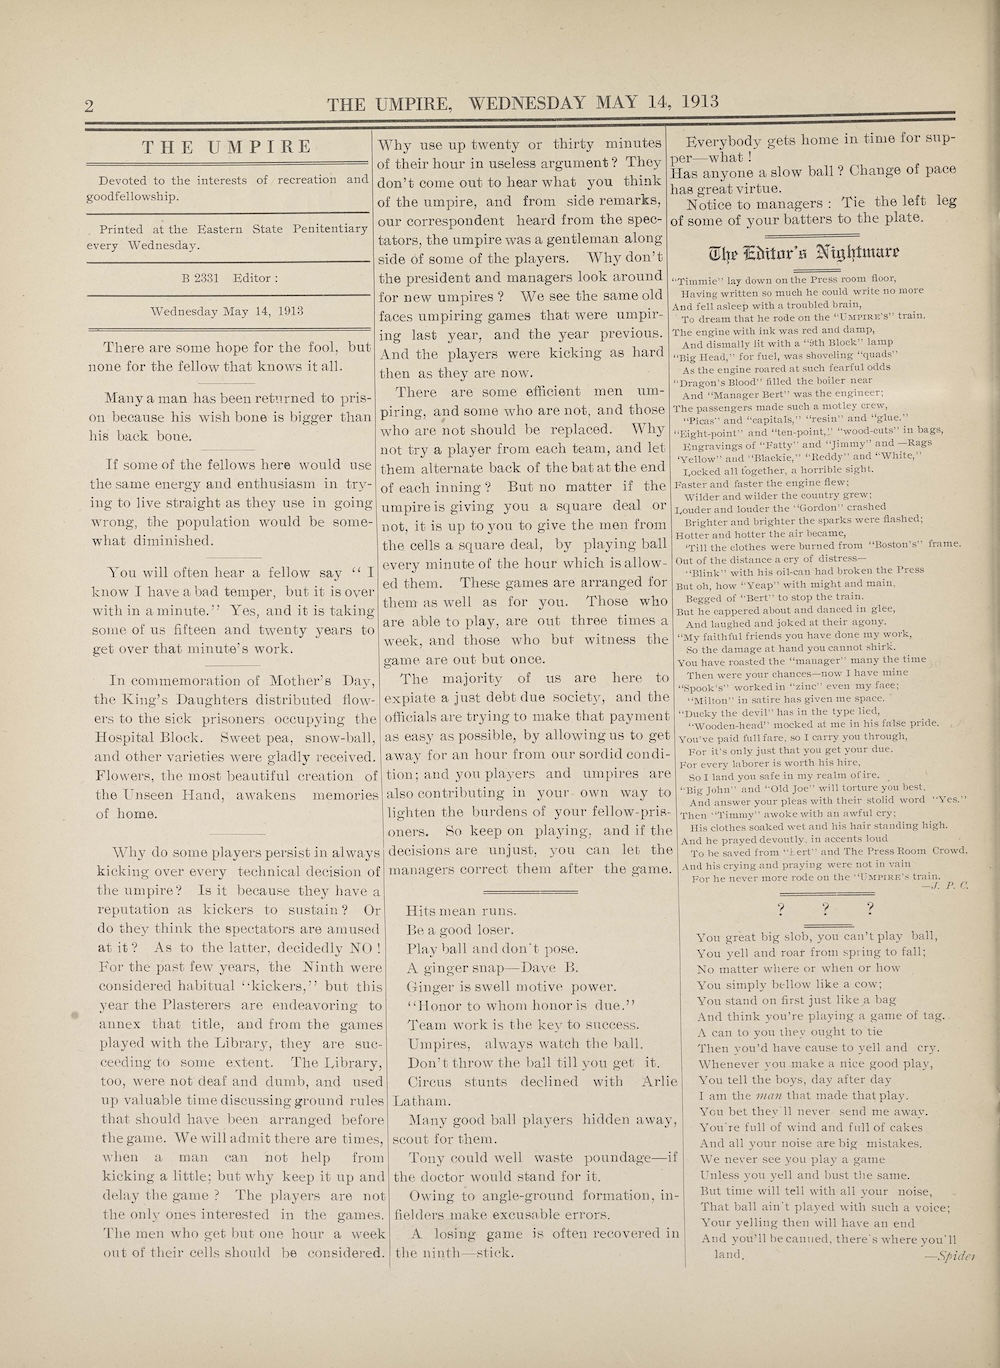 2
THE UMPIRE, WEDNESDAY MAY 14, 1913
THE UMPIRE
Devoted to the interests of recreation and
goodfellowship.
Printed at the Eastern State Penitentiary
every Wednesday.
B 2331 Editor :
Wednesday May 14, 1913
There are some hope for the fool, but
none for the fellow that knows it all.
Many a man has been returned to pris-
on because his wish bone is bigger than
his back bone.
If some of the fellows here would use
the same energy and enthusiasm in try-
ing to live straight as they use in going
wrong, the population would be some-
what diminished.
You will often hear a fellow say “ I
know I have a bad temper, but it is over
with in a minute.” Yes, and it is taking
some of us fifteen and twenty years to
get over that minute's work.
In commemoration of Mother's Day,
the King's Daughters distributed flow-
ers to the sick prisoners occupying the
Hospital Block. Sweet pea, snow-ball,
and other varieties were gladly received.
Flowers, the most beautiful creation of
the Unseen Hand, awakens memories
of home.
Why do some players persist in always
kicking over every technical decision of
the umpire? Is it because they have a
reputation as kickers to sustain? Or
do they think the spectators are amused
at it? As to the latter, decidedly NO !
For the past few years, the Ninth were
considered habitual “kickers,” but this
year the Plasterers are endeavoring to
annex that title, and from the games
played with the Library, they are suc-
ceeding to some extent. The Library,
too, were not deaf and dumb, and used
up valuable time discussing ground rules
that should have been arranged before
the game. We will admit there are times,
when a man can not help from
kicking a little; but why keep it up and
delay the game ? The players are not
the only ones interested in the games.
The men who get but one hour a week
out of their cells should be considered.
Why use up twenty or thirty minutes
of their hour in useless argument? They
don't come out to hear what you think
of the umpire, and from side remarks,
our correspondent heard from the spec-
tators, the umpire was a gentleman along
side of some of the players. Why don't
the president and managers look around
for new umpires ? We see the same old
faces umpiring games that were umpir-
ing last year, and the year previous.
And the players were kicking as hard
then as they are now.
There are some efficient men um-
piring, and some who are not, and those
who are not should be replaced. Why
not try a player from each team, and let
them alternate back of the bat at the end
of each inning? But no matter if the
umpire is giving you a square deal or
not, it is up to you to give the men from
the cells a square deal, by playing ball
every minute of the hour which is allow-
ed them. These games are arranged for
them as well as for you. Those who
are able to play, are out three times a
week, and those who but witness the
game are out but once.
The majority of us are here to
expiate a just debt due society, and the
officials are trying to make that payment
as easy as possible, by allowing us to get
away for an hour from our sordid condi-
tion; and you players and umpires are
also contributing in your own way to
lighten the burdens of your fellow-pris-
oners. So keep on playing, and if the
decisions are unjust, you can let the
managers correct them after the game.
Hits mean runs.
Be a good loser.
Play ball and don't pose.
A ginger snap—Dave B.
Ginger is swell motive power.
“Honor to whom honor is due.”
Team work is the key to success.
Umpires, always watch the ball.
Don't throw the ball till you get it.
Circus stunts declined with Arlie
Latham.
Many good ball players hidden away,
scout for them.
Tony could well waste poundage—if
the doctor would stand for it.
Owing to angle-ground formation, in-
fielders make excusable errors.
A losing game is often recovered in
the ninth—stick.
Everybody gets home in time for sup-
per—what !
Has anyone a slow ball ? Change of pace
has great virtue.
Notice to managers : Tie the left leg
of some of your batters to the plate.
The Editor's Nightmare
“Timmie” lay down on the Press room floor,
Having written so much he could write no more
And fell asleep with a troubled brain,
To dream that he rode on the “UMPIRE'S” train.
The engine with ink was red and damp,
And dismally lit with a “9th Block” lamp
“Big Head,” for fuel, was shoveling “quads”
As the engine roared at such fearful odds
“Dragon's Blood” filled the boiler near
And “Manager Bert” was the engineer;
The passengers made such a motley crew,
“Picas” and “capitals,” “resin” and “glue.”
“Eight-point” and “ten-point,” “wood-cuts” in bags,
Engravings of “Fatty” and “Jimmy” and —Rags
“Yellow” and “Blackie,” “Reddy” and “White,”
Locked all together, a horrible sight.
Faster and faster the engine flew;
Wilder and wilder the country grew;
Louder and louder the “Gordon” crashed
Brighter and brighter the sparks were flashed;
Hotter and hotter the air became,
'Till the clothes were burned from “Boston's” frame.
Out of the distance a cry of distress—
“Blink” with his oil-can had broken the Press
But oh, how “Yeap” with might and main,
Begged of “Bert” to stop the train.
But he cappered about and danced in glee,
And laughed and joked at their agony.
“My faithful friends you have done my work,
So the damage at hand you cannot shirk.
You have roasted the “manager” many the time
Then were your chances—now I have mine
“Spook's” worked in “zinc” even my face;
“Milton” in satire has given me space,
“Ducky the devil” has in the type lied,
“Wooden-head” mocked at me in his false pride.
You've paid full fare, so I carry you through,
For it's only just that you get your due.
For every laborer is worth his hire,
So I land you safe in my realm of ire.
“Big John” and “Old Joe” will torture you best,
And answer your pleas with their stolid word “Yes.”
Then “Timmy” awoke with an awful cry;
His clothes soaked wet and his hair standing high.
And he prayed devoutly, in accents loud
To be saved from “Bert” and The Press Room Crowd,
And his crying and praying were not in vain
For he never more rode on the “UMPIRE's train.
—J. P. C.
? ? ?
You great big slob, you can't play ball,
You yell and roar from spring to fall;
No matter where or when or how
You simply bellow like a cow;
You stand on first just like a bag
And think you're playing a game of tag.
A can to you they ought to tie
Then you'd have cause to yell and cry.
Whenever you make a nice good play,
You tell the boys, day after day
I am the man that made that play.
You bet they'll never send me away.
You're full of wind and full of cakes
And all your noise are big mistakes.
We never see you play a game
Unless you yell and bust the same.
But time will tell with all your noise,
That ball ain't played with such a voice;
Your yelling then will have an end
And you'll be canned, there's where you'll
land.
—Spider